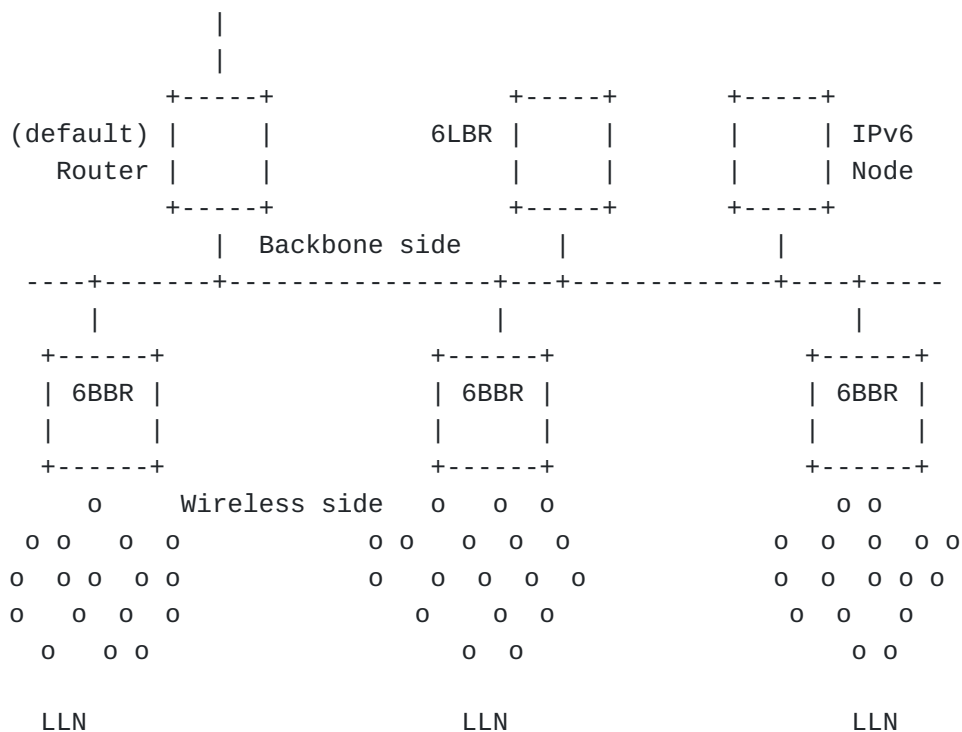 (default) 6LBR IPv6
Router Node
Backbone side
6BBR 6BBR 6BBR
Wireless side
LLN LLN LLN